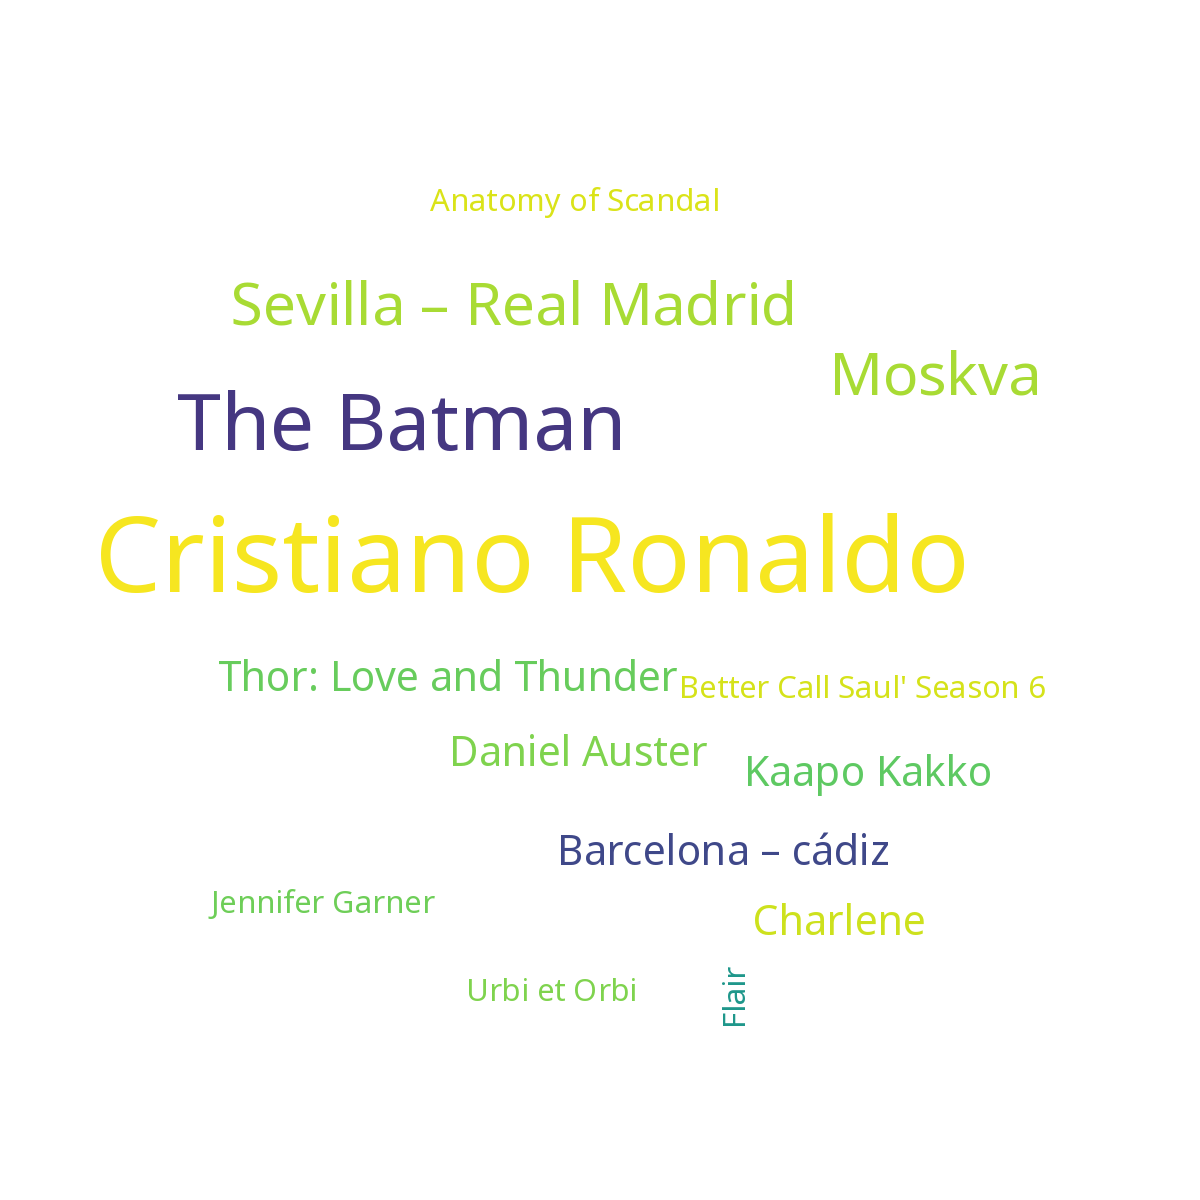 Anatomy of Scandal
Sevilla – Real Madrid
Moskva
The Batman
Cristiano Ronaldo
Thor: Love and Thunder
Better Call Saul' Season 6
Daniel Auster
Kaapo Kakko
Barcelona – cádiz
Jennifer Garner
Charlene
Urbi et Orbi
Flair